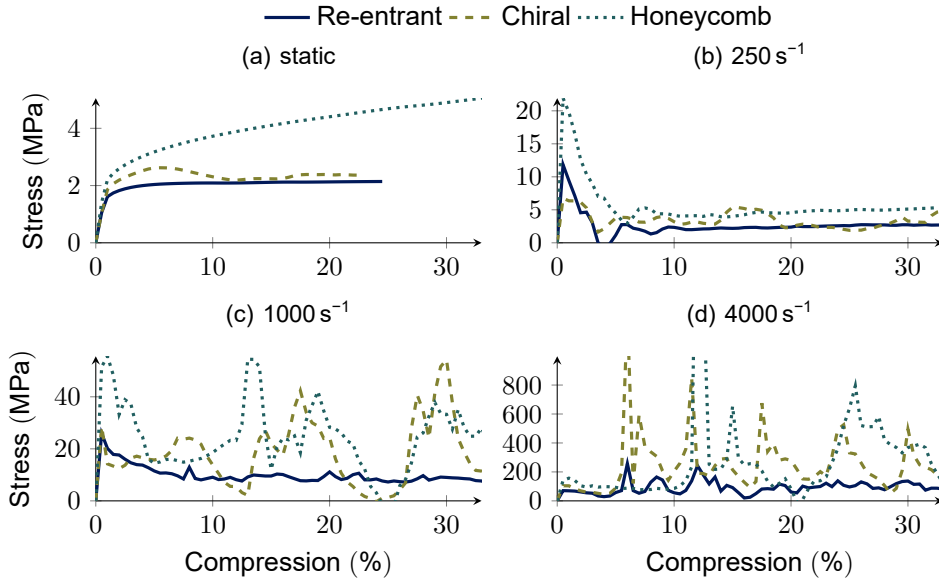 Re-entrant Chiral Honeycomb
(a) static
(b) 250 s⁻¹
Stress (MPa)
4
2
0
0 10 20 30
20
15
10
5
0
0 10 20 30
(c) 1000 s⁻¹
(d) 4000 s⁻¹
Stress (MPa)
40
20
0
0 10 20 30
Compression (%)
800
600
400
200
0
0 10 20 30
Compression (%)